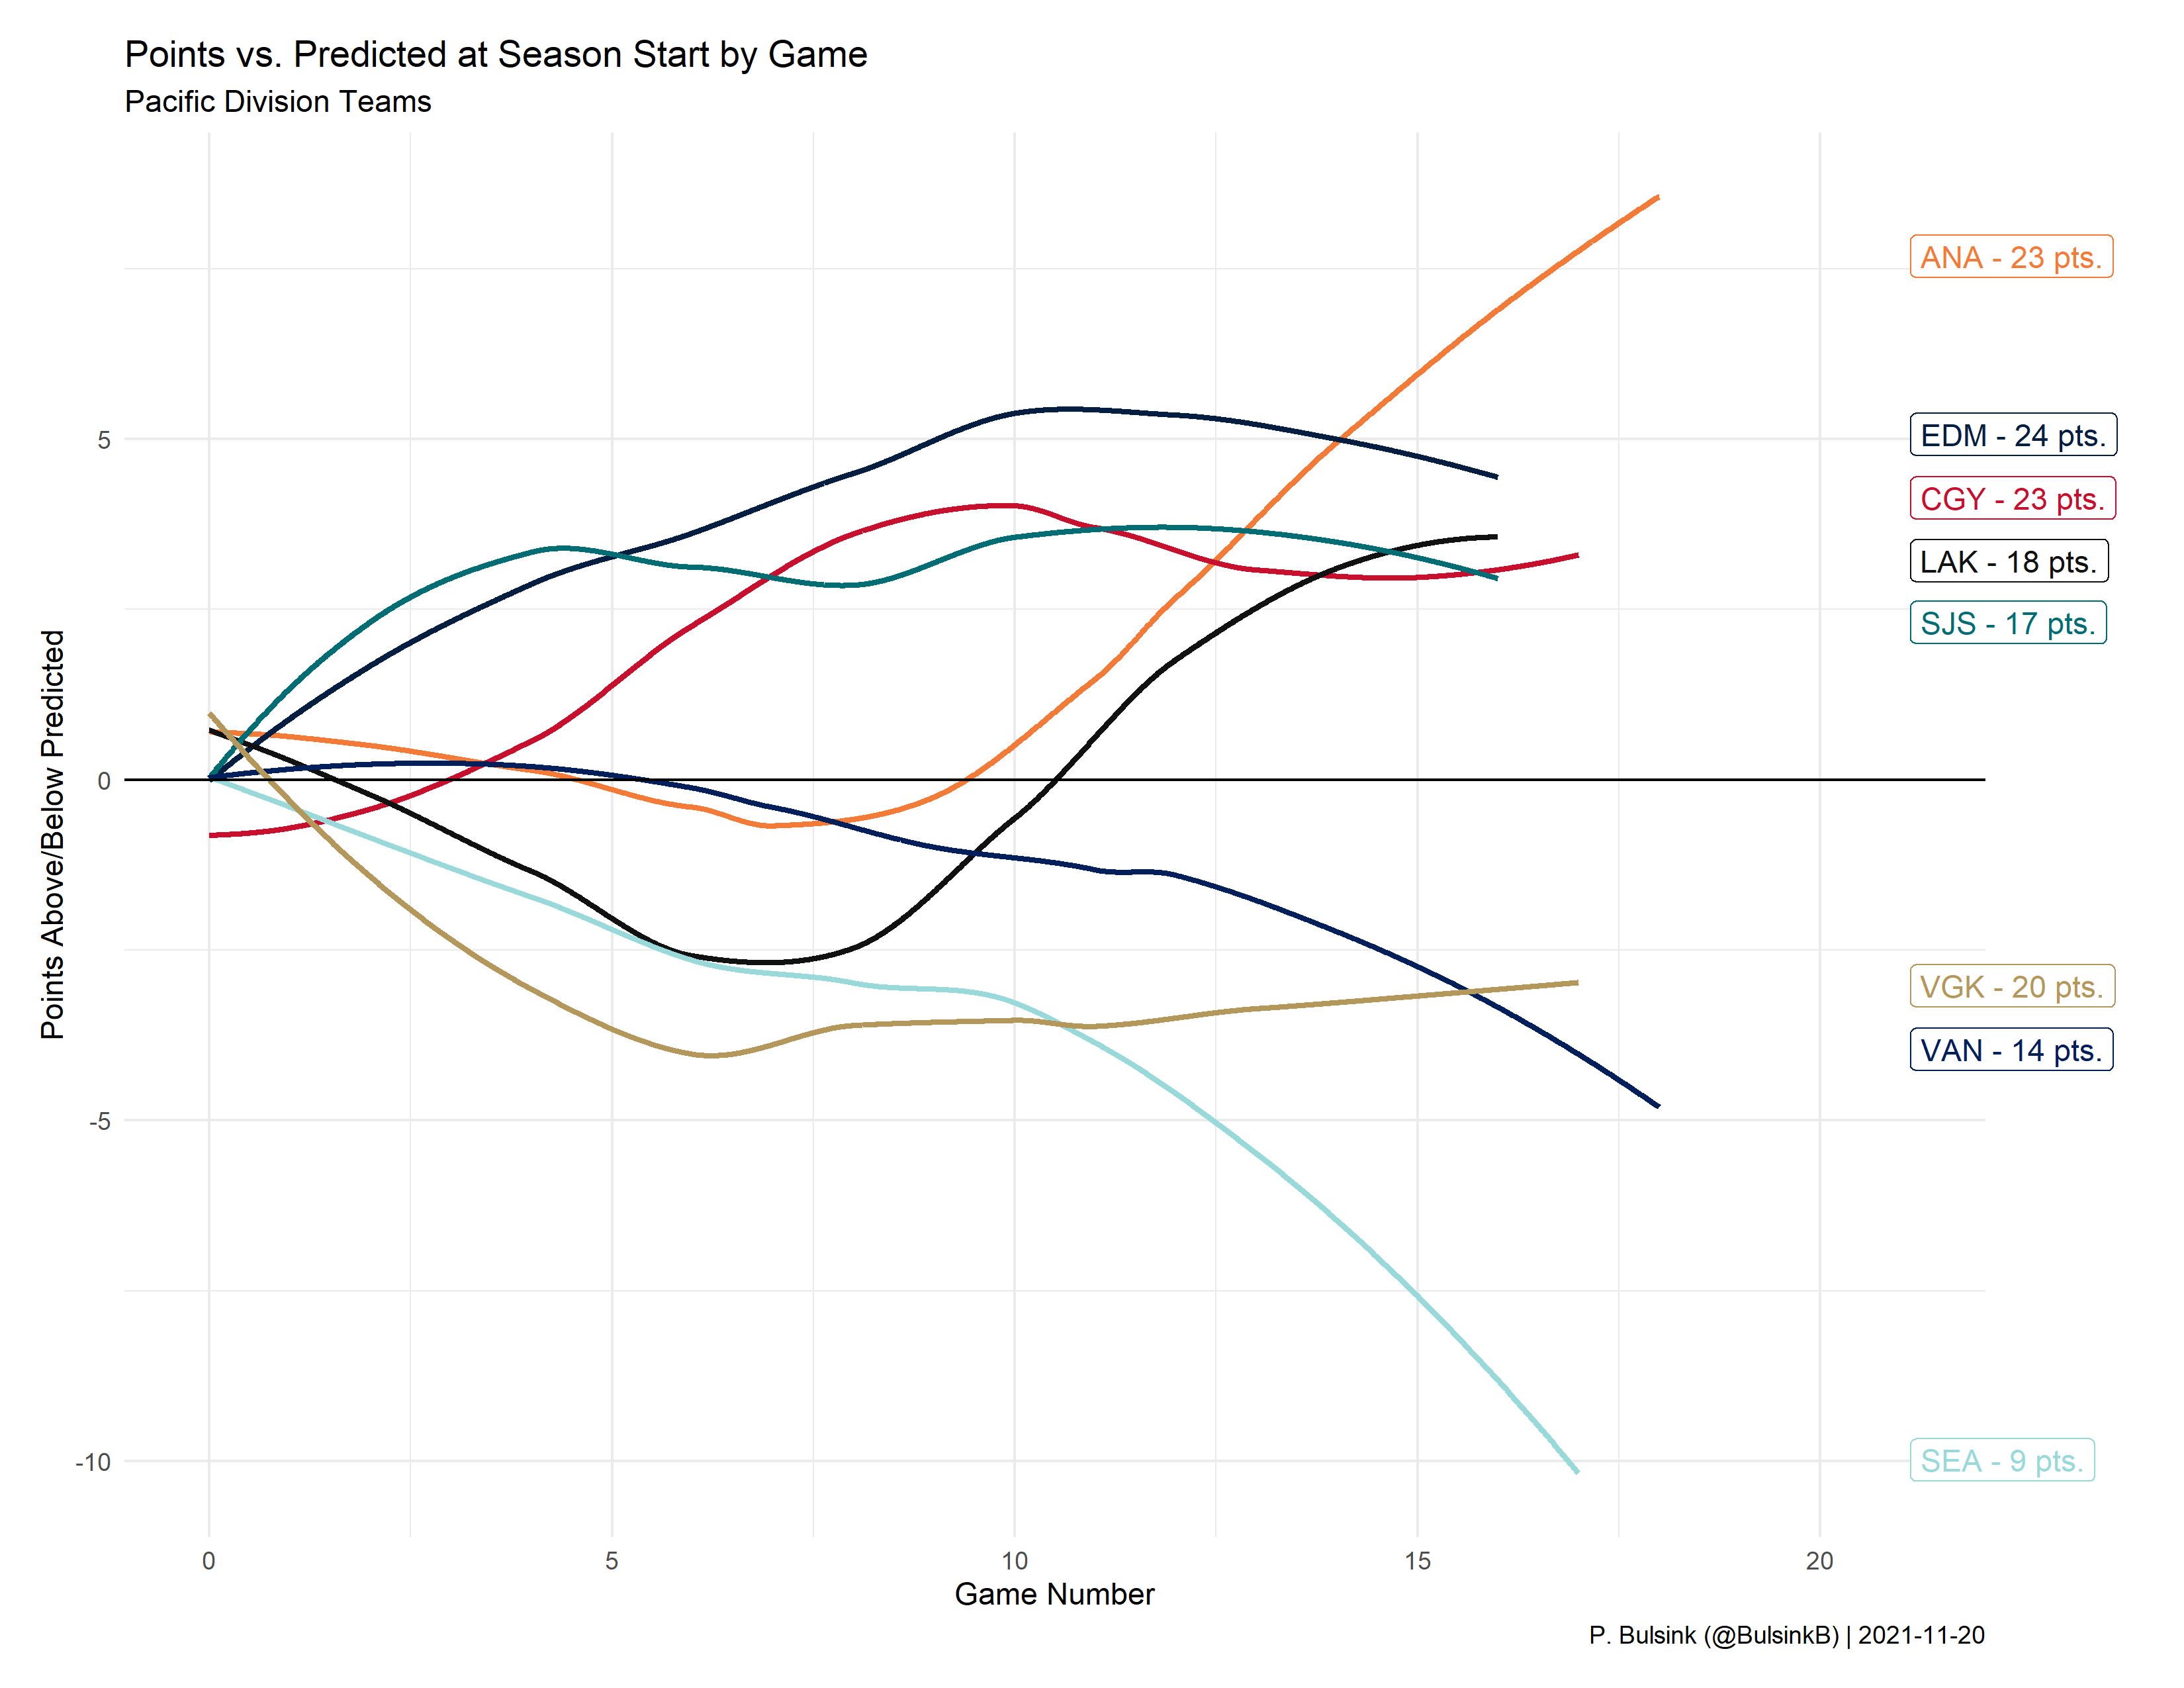 Points vs. Predicted at Season Start by Game
Pacific Division Teams
Points Above/Below Predicted
5
0
-5
-10
ANA - 23 pts.
EDM - 24 pts.
CGY - 23 pts.
LAK - 18 pts.
SJS - 17 pts.
VGK - 20 pts.
VAN - 14 pts.
SEA - 9 pts.
0 5 10 15 20
Game Number
P. Bulsink (@BulsinkB) | 2021-11-20